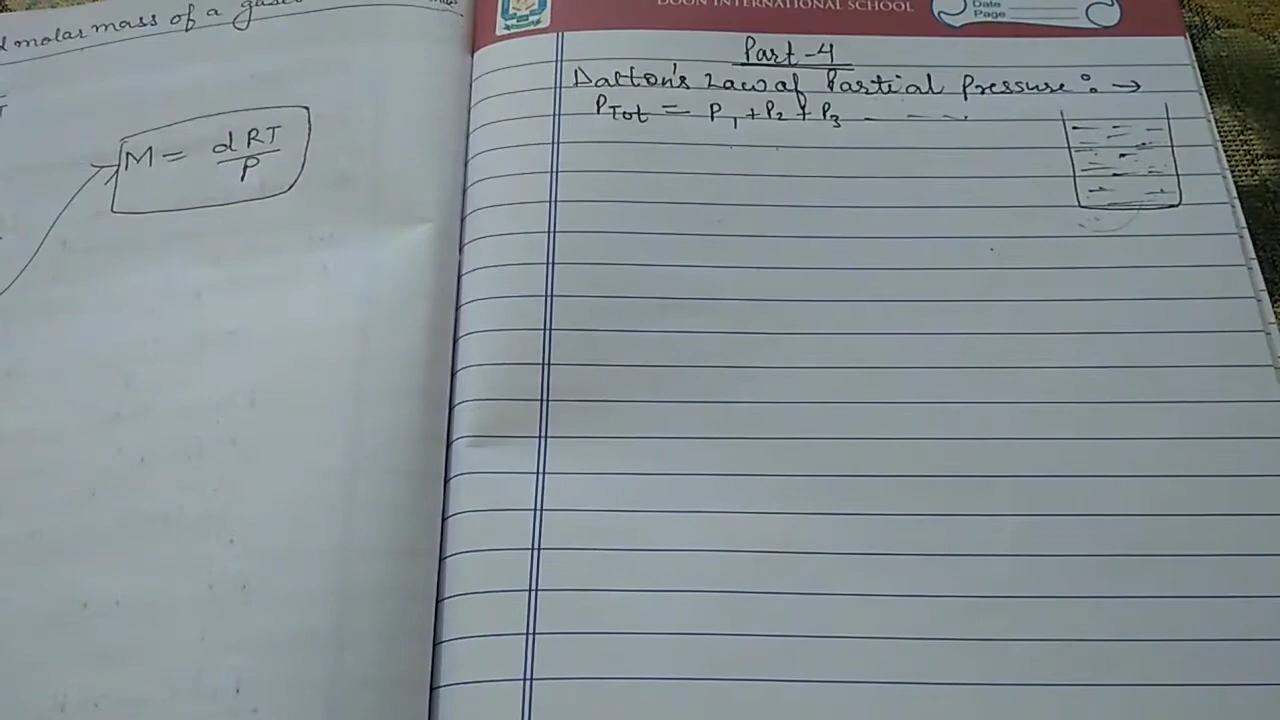 molar mass of a
M = dRT/P
DOON INTERNATIONAL SCHOOL
Date
Page
Part-4
Dalton's Law of Partial Pressure:→
PTot = P1+P2+P3 - - - -